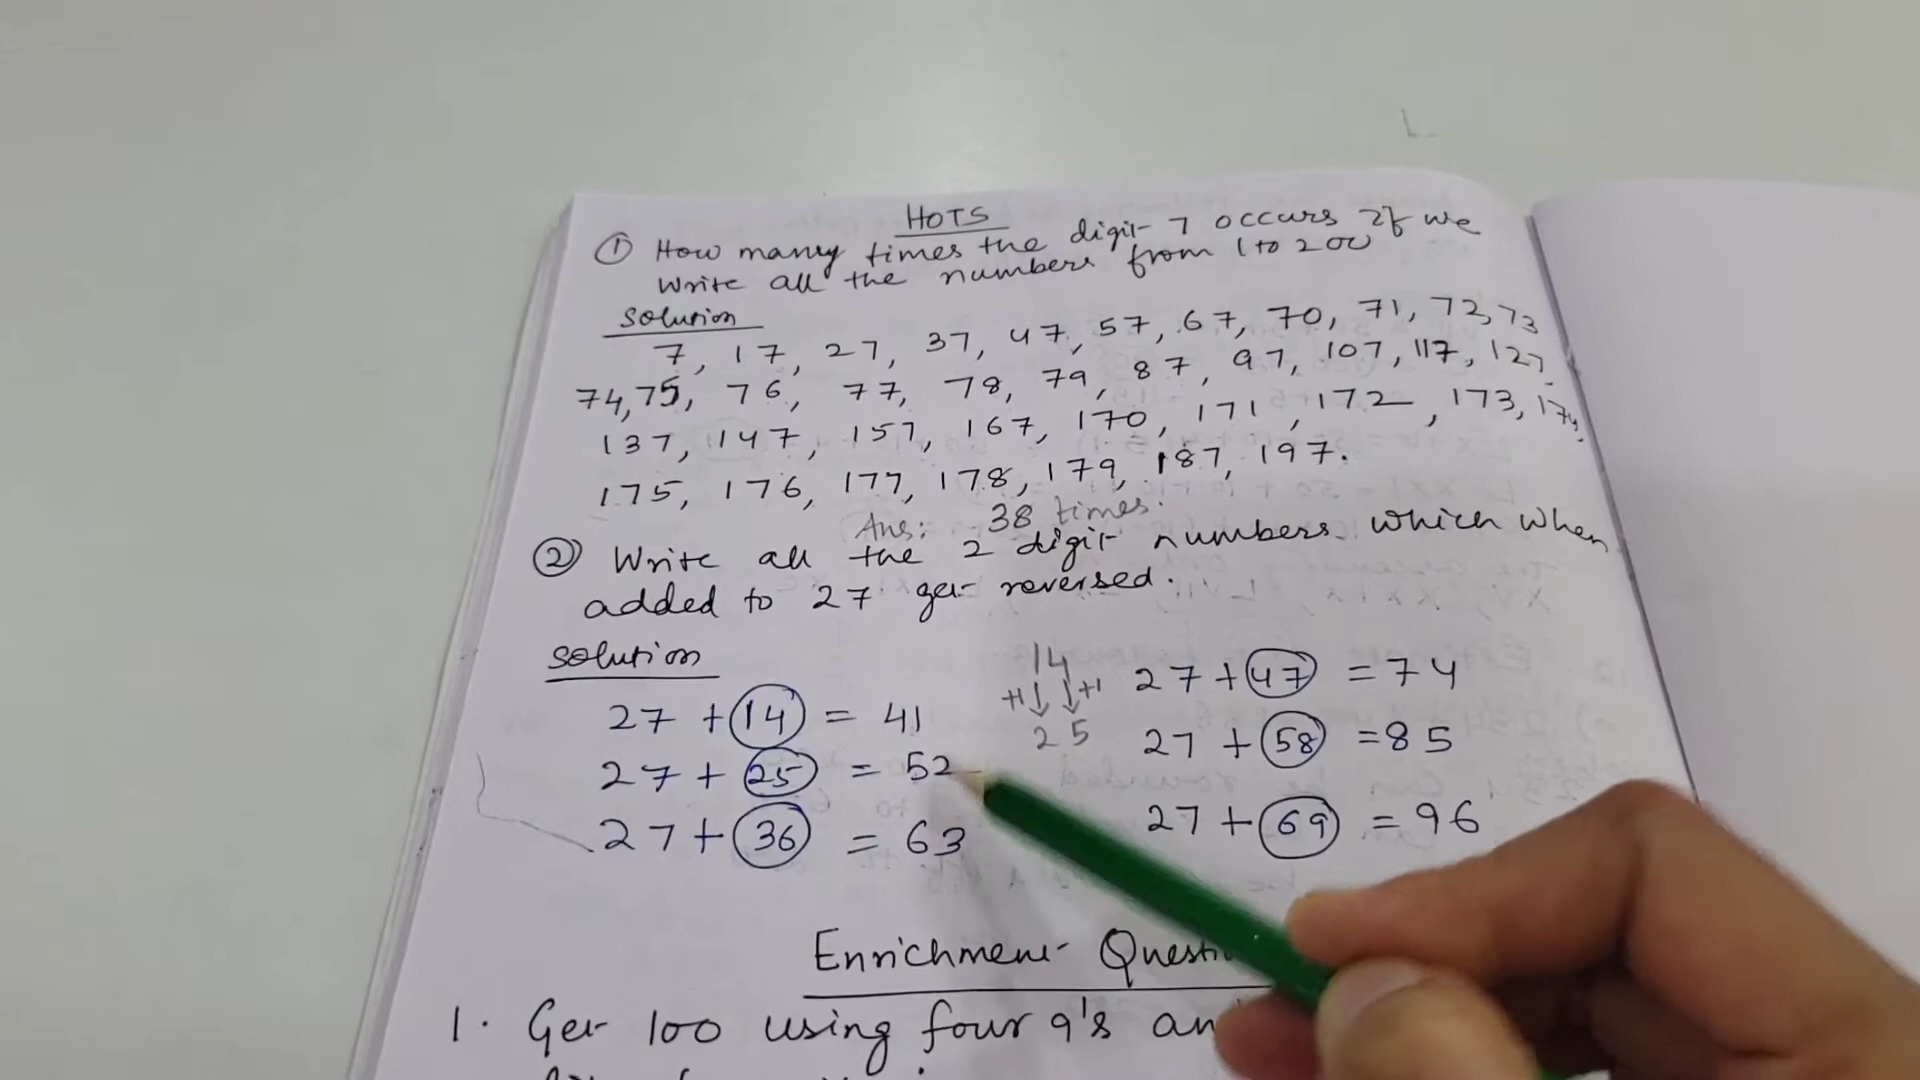 HOTS
① How many times the digit 7 occurs if we
write all the numbers from 1 to 200
Solution
7, 17, 27, 37, 47, 57, 67, 70, 71, 72, 73
74, 75, 76, 77, 78, 79, 87, 97, 107, 117, 127,
137, 147, 157, 167, 170, 171, 172, 173, 174,
175, 176, 177, 178, 179, 187, 197.
Ans: 38 times.
② Write all the 2 digit numbers which when
added to 27 get reversed.
Solution
27 + 14 = 41
27 + 25 = 52
27 + 36 = 63
14
+1 ↓ ↓ +1
2 5
27 + 47 = 74
27 + 58 = 85
27 + 69 = 96
Enrichment
1. Get 100 using four 9's